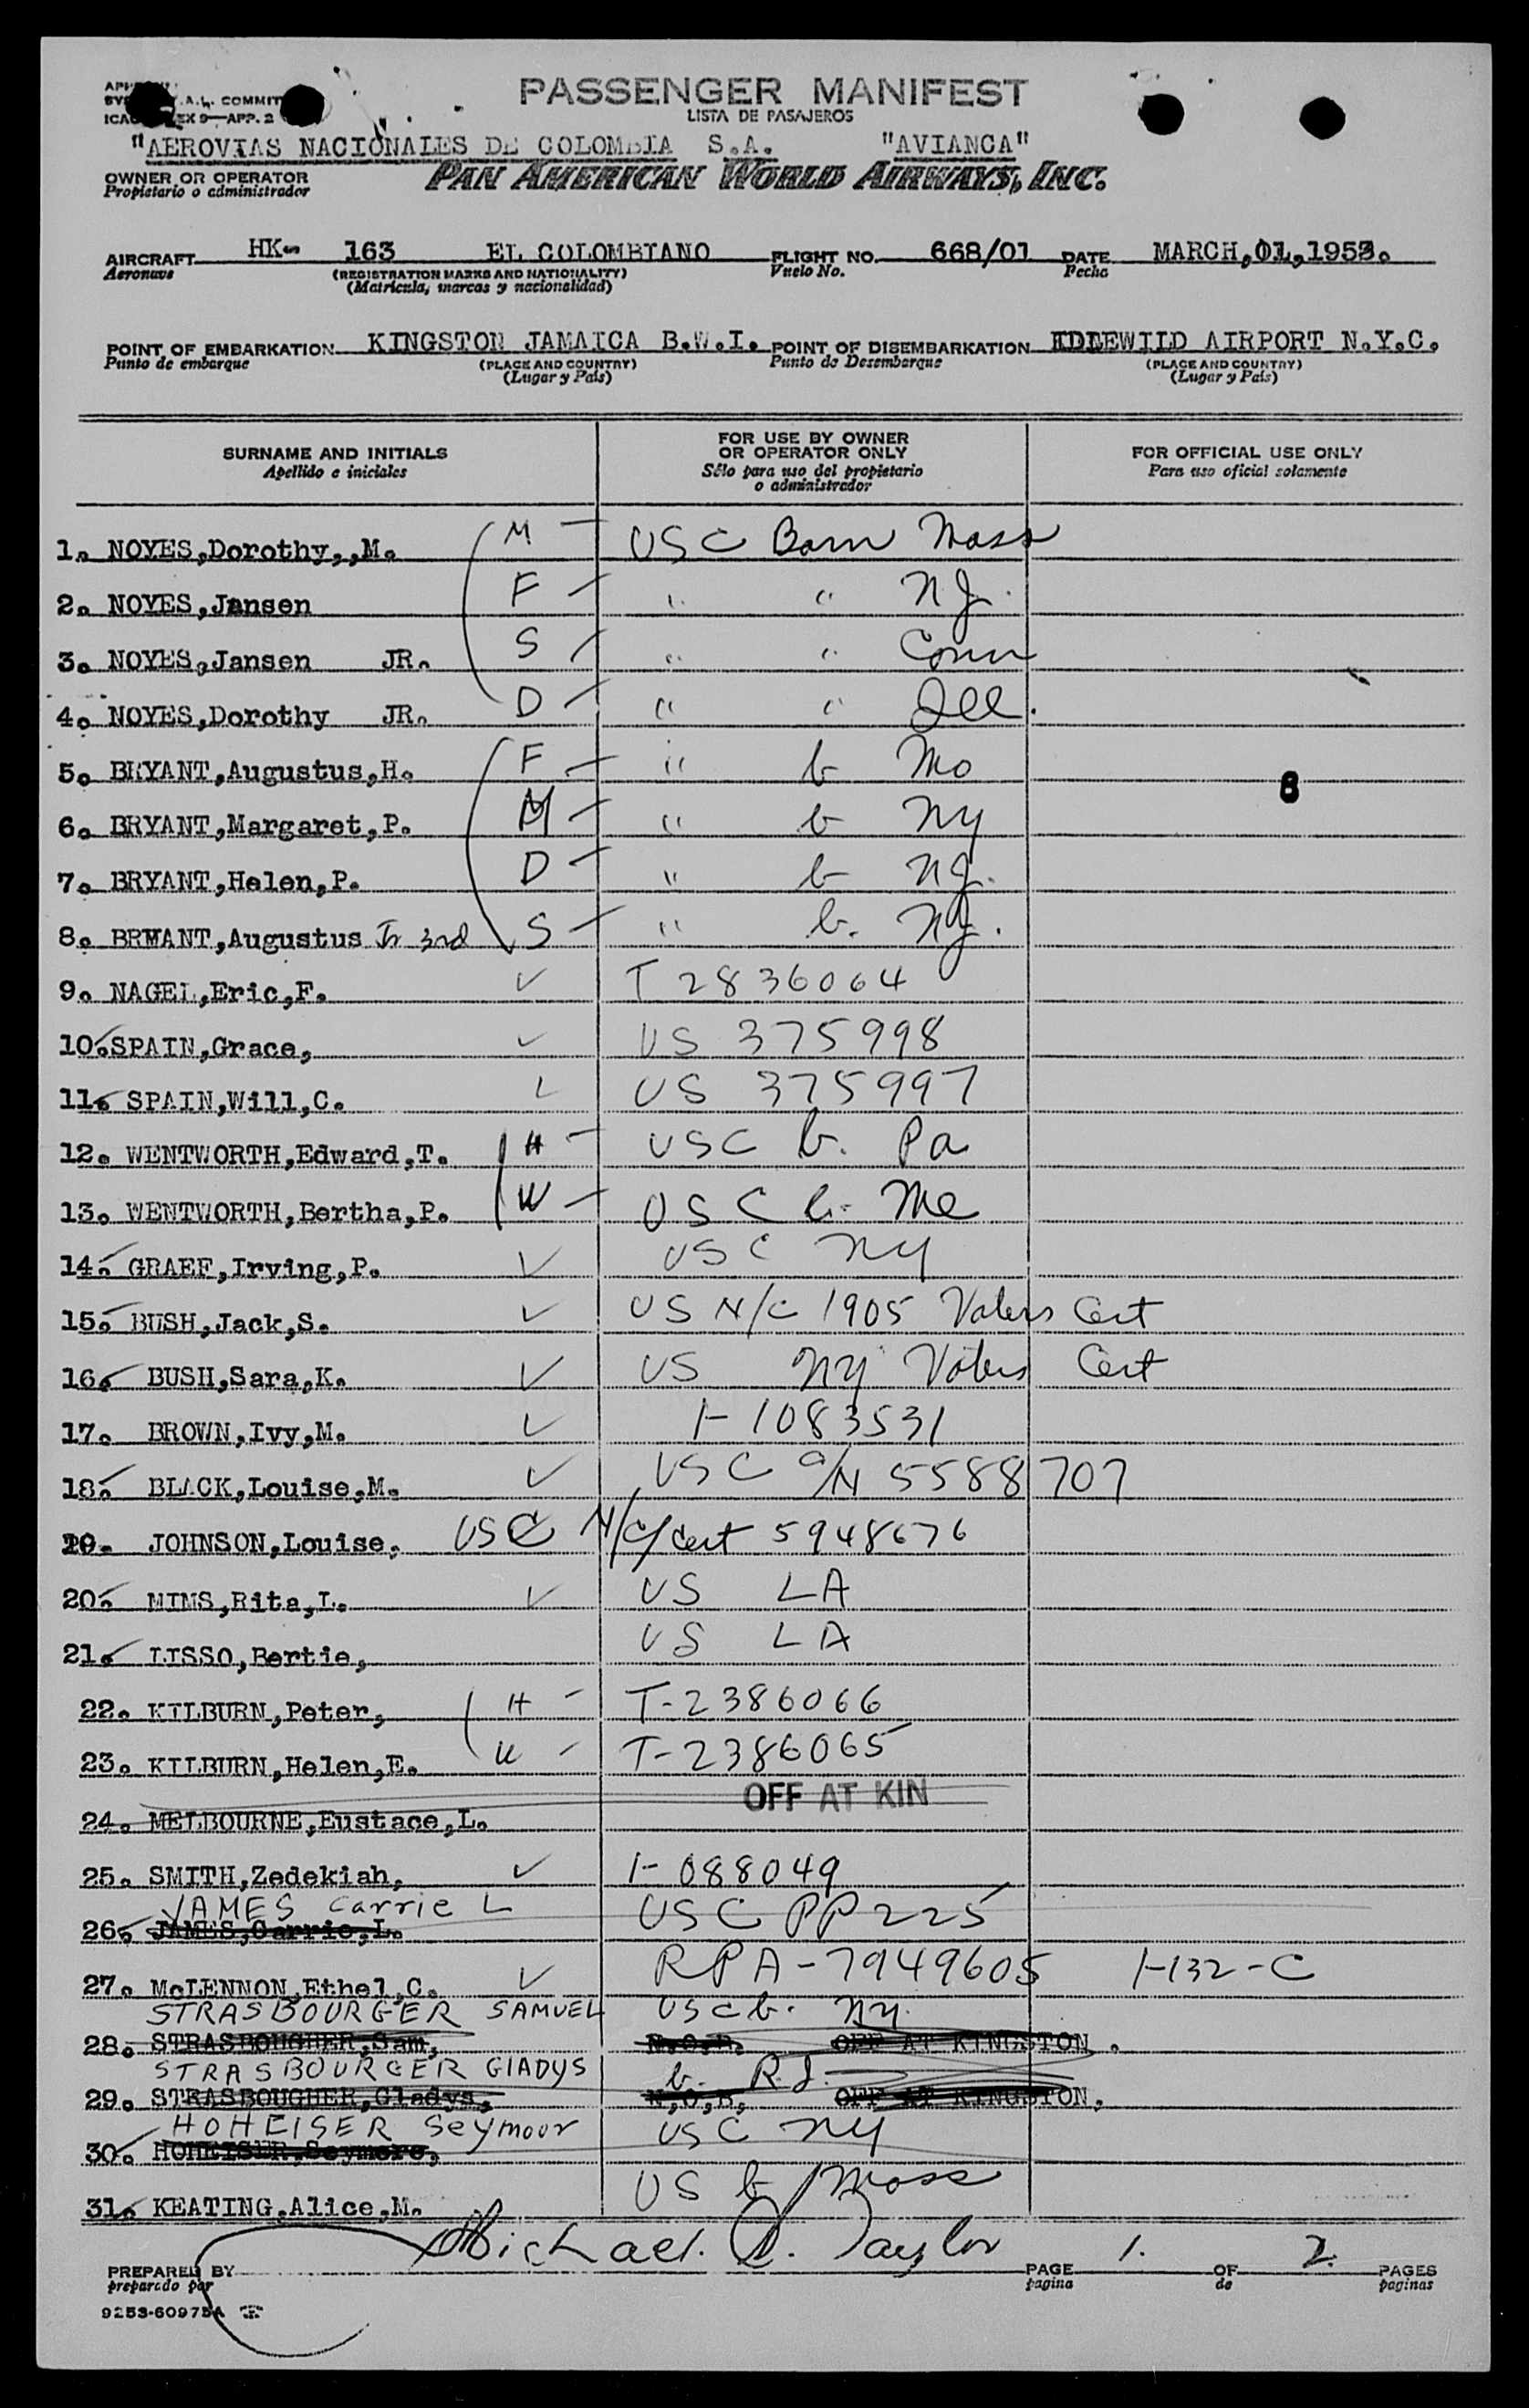 A.L. COMMIT
EX 9—APP. 2
PASSENGER MANIFEST
LISTA DE PASAJEROS
"AEROVIAS NACIONALES DE COLOMBIA S.A. "AVIANCA"
OWNER OR OPERATOR
Propietario o administrador
PAN AMERICAN WORLD AIRWAYS, INC.
AIRCRAFT HK- 163 EL COLOMBIANO FLIGHT NO. 668/01 DATE MARCH,01,1953.
Aeronave (REGISTRATION MARKS AND NATIONALITY) Vuelo No. Fecha
(Matrícula, marcas y nacionalidad)
POINT OF EMBARKATION KINGSTON JAMAICA B.W.I. POINT OF DISEMBARKATION IDLEWILD AIRPORT N.Y.C.
Punto de embarque (PLACE AND COUNTRY) Punto de Desembarque (PLACE AND COUNTRY)
(Lugar y País) (Lugar y País)
SURNAME AND INITIALS FOR USE BY OWNER OR OPERATOR ONLY FOR OFFICIAL USE ONLY
Apellido e iniciales Sólo para uso del propietario o administrador Para uso oficial solamente
1. NOYES,Dorothy,,M. M USC Born Mass
2. NOYES,Jansen F " " NJ.
3. NOYES,Jansen JR. S " " Conn
4. NOYES,Dorothy JR. D " " Ill.
5. BRYANT,Augustus,H. F " b Mo
8
6. BRYANT,Margaret,P. M " b NY
7. BRYANT,Helen,P. D " b NJ.
8. BRYANT,Augustus Jr 3rd S " b. NJ.
9. NAGEL,Eric,F. ✓ T 2836064
10. SPAIN,Grace, ✓ US 375998
11. SPAIN,Will,C. US 375997
12. WENTWORTH,Edward,T. H USC b. Pa
13. WENTWORTH,Bertha,P. W USC b. Me
14. GRAEF,Irving,P. ✓ USC NY
15. BUSH,Jack,S. ✓ US N/C 1905 Voters Cert
16. BUSH,Sara,K. ✓ US NY Voters Cert
17. BROWN,Ivy,M. ✓ I-1083531
18. BLACK,Louise,M. ✓ USC C/N 5588707
19. JOHNSON,Louise, USC N/C/Cert 5948676
20. MIMS,Rita,L. ✓ US LA
21. LISSO,Bertie, US LA
22. KILBURN,Peter, H T-2386066
23. KILBURN,Helen,E. W T-2386065
OFF AT KIN
24. MELBOURNE,Eustace,L.
25. SMITH,Zedekiah, ✓ I-088049
JAMES Carrie L USC PP 225
26. JAMES,Carrie,L.
27. McLENNON,Ethel,C. ✓ RPA-7949605 I-132-C
STRASBOURGER SAMUEL USC b. NY.
28. STRASBOUGHER,Sam, N.O.B. OFF AT KINGSTON.
STRASBOURGER GLADYS b. R.I.
29. STRASBOUGHER,Gladys, N,O,B, OFF AT KINGSTON,
HOHEISER Seymour USC NY
30. HOHEISER,Seymore,
31. KEATING,Alice,M. US b Mass
PREPARED BY Michael. Taylor PAGE 1. OF 2. PAGES
preparado por página de páginas